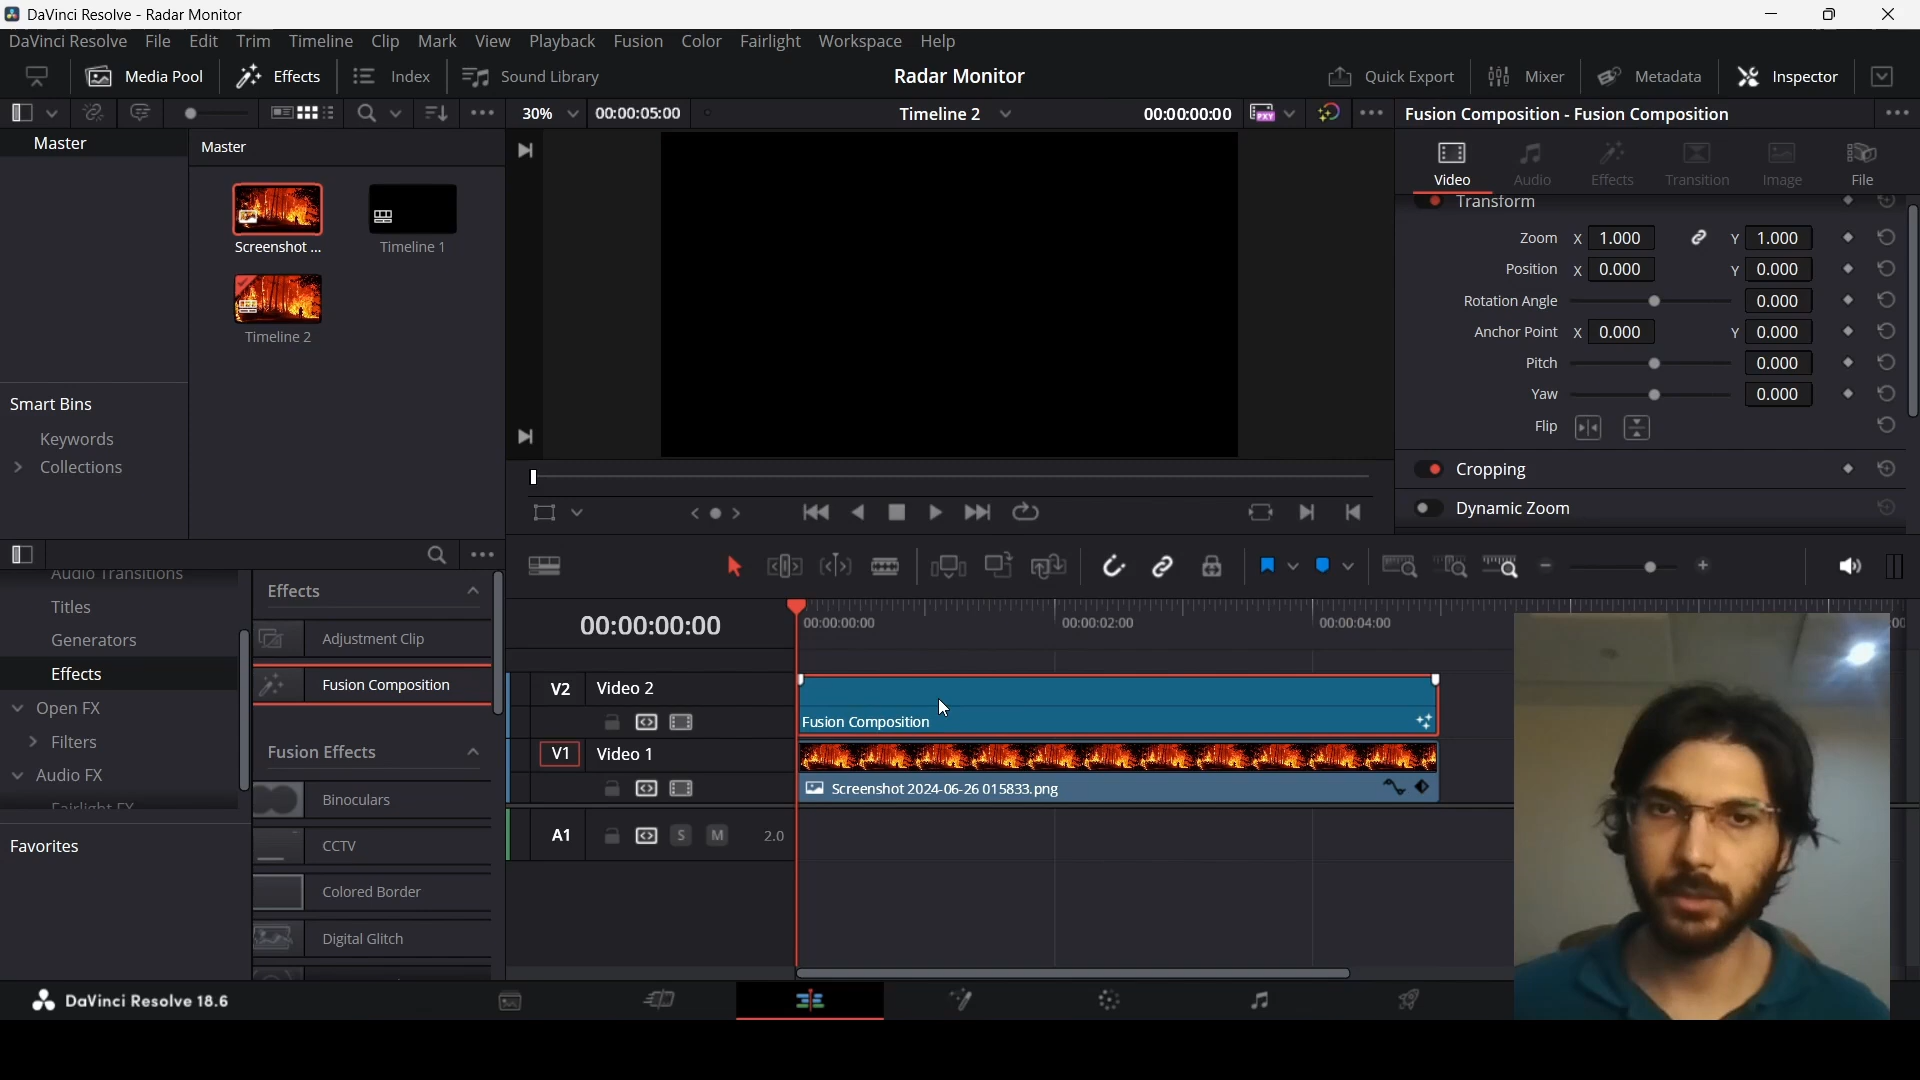 DaVinci Resolve - Radar Monitor
DaVinci Resolve File Edit Trim Timeline Clip Mark View Playback Fusion Color Fairlight Workspace Help
Media Pool Effects Index Sound Library Radar Monitor Quick Export Mixer Metadata Inspector
30% 00:00:05:00 Timeline 2 00:00:00:00 PXY Fusion Composition - Fusion Composition
Master
Master
Screenshot ...
Timeline 1
Timeline 2
Smart Bins
Keywords
Collections
Video Audio Effects Transition Image File
Transform
Zoom X 1.000 Y 1.000
Position X 0.000 Y 0.000
Rotation Angle 0.000
Anchor Point X 0.000 Y 0.000
Pitch 0.000
Yaw 0.000
Flip
Cropping
Dynamic Zoom
Audio Transitions
Titles
Generators
Effects
Open FX
Filters
Audio FX
Fairlight FX
Favorites
Effects
Adjustment Clip
Fusion Composition
Fusion Effects
Binoculars
CCTV
Colored Border
Digital Glitch
00:00:00:00
00:00:00:00 00:00:02:00 00:00:04:00
V2 Video 2
Fusion Composition
V1 Video 1
Screenshot 2024-06-26 015833.png
A1 S M 2.0
DaVinci Resolve 18.6